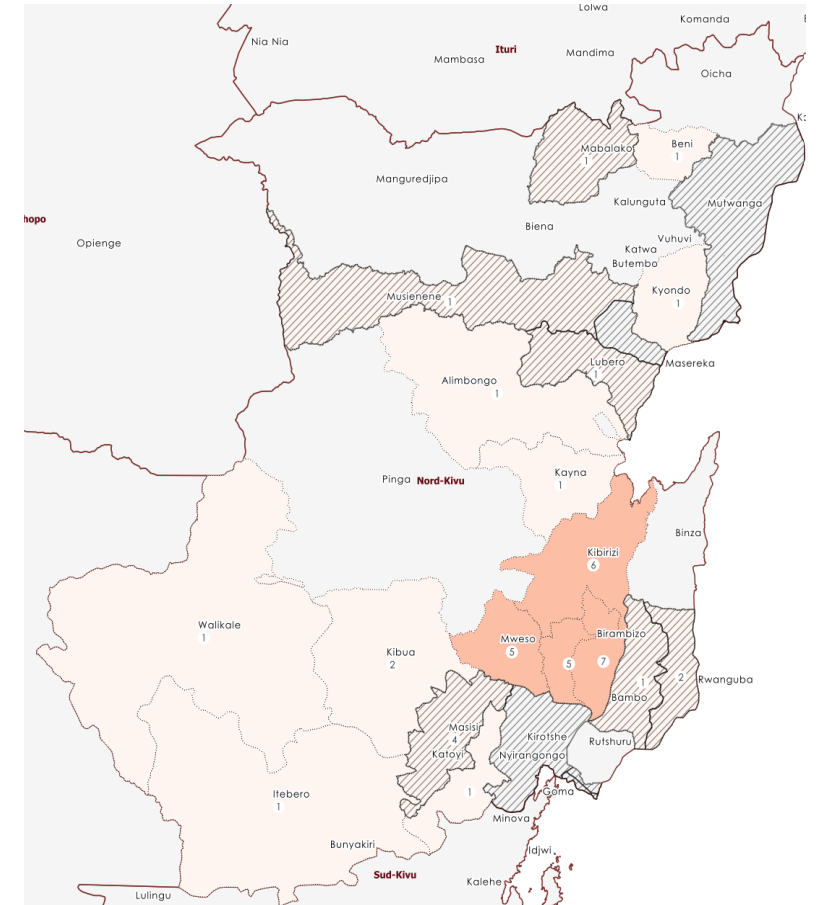 Lolwa
Komanda
Nia Nia
Ituri
Mandima
Mambasa
Oicha
Mabalako
1
Beni
1
Manguredjipa
Kalunguta
Mutwanga
hopo
Biena
Opienge
Vuhuvi
Katwa
Butembo
Musienene 1
Kyondo
1
Lubero
1
Masereka
Alimbongo
1
Kayna
1
Pinga
Nord-Kivu
Binza
Kibirizi
6
Walikale
1
Kibua
2
Mweso
5
Birambizo
5
7
1
Bambo
2
Rwanguba
Masisi
4
Katoyi
Kirotshe
Nyirangongo
Rutshuru
1
Goma
Itebero
1
Minova
Bunyakiri
Idjwi
Sud-Kivu
Kalehe
Lulingu